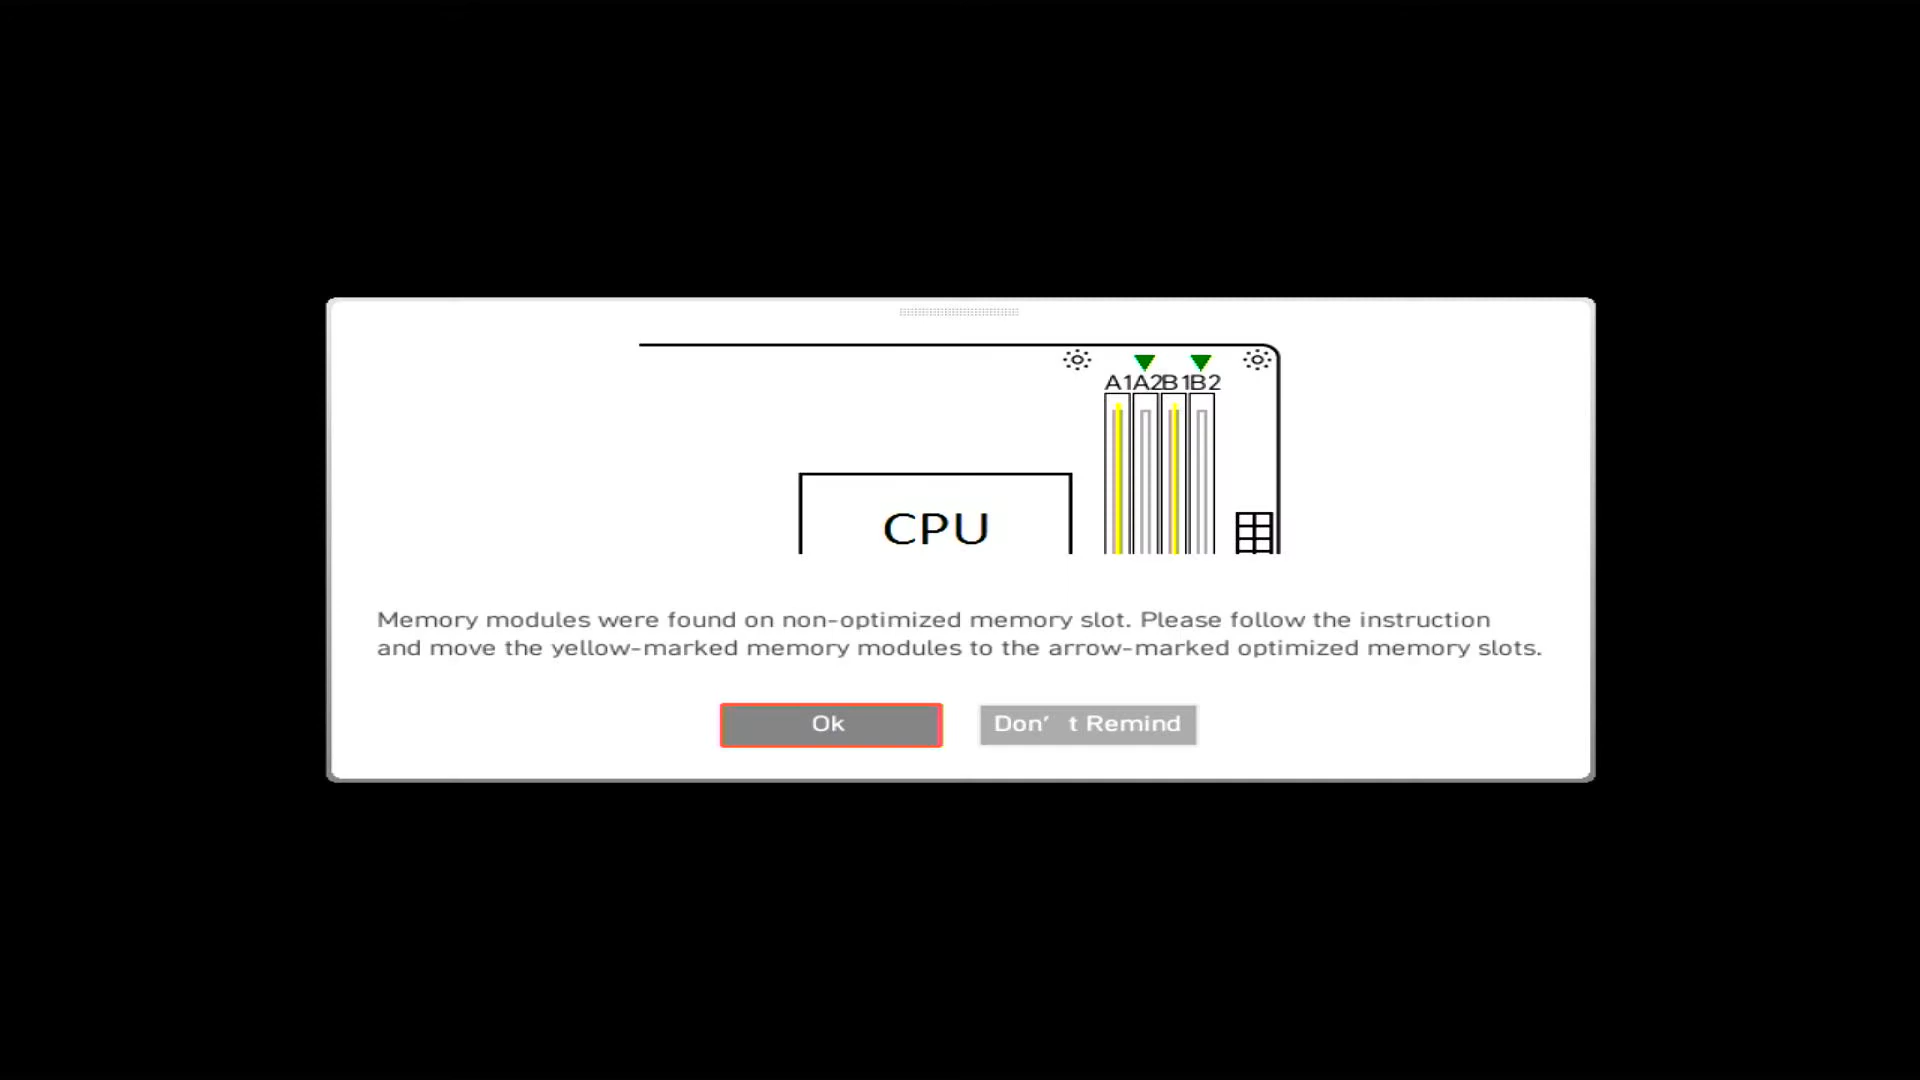 A1A2B1B2
CPU
Memory modules were found on non-optimized memory slot. Please follow the instruction
and move the yellow-marked memory modules to the arrow-marked optimized memory slots.
Ok
Don’ t Remind